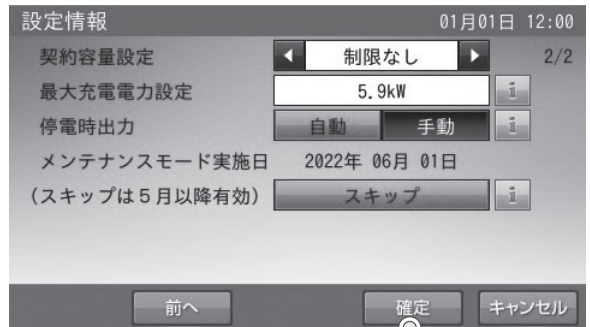 設定情報 01月01日 12:00
契約容量設定 ◀ 制限なし ▶ 2/2
最大充電電力設定 5.9kW i
停電時出力 自動 手動 i
メンテナンスモード実施日 2022年 06月 01日
(スキップは5月以降有効) スキップ i
前へ 確定 キャンセル